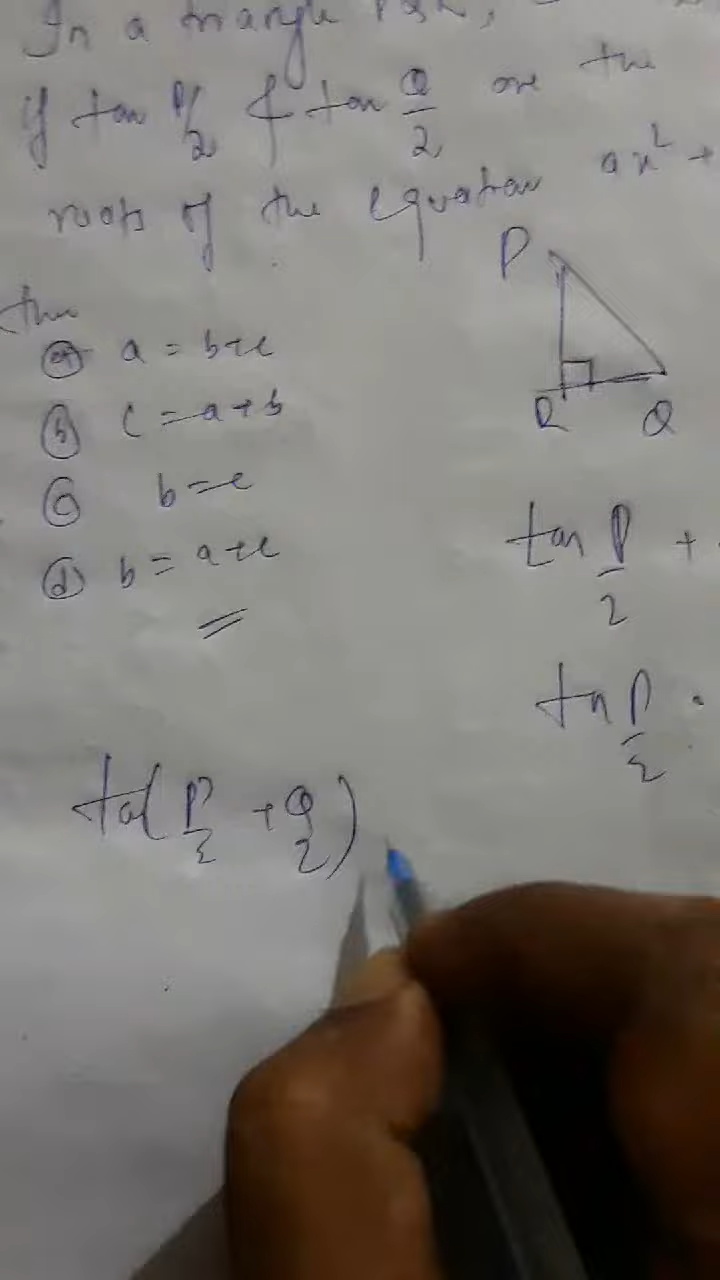 In a triangle PQR,
if tan P/2 & tan Q/2 are the
roots of the equation ax² +
then
(a) a = b+c
(b) c = a+b
(c) b=c
(d) b = a+c
P
R Q
tan P/2 +
tan P/2 .
tan(P/2 + Q/2)